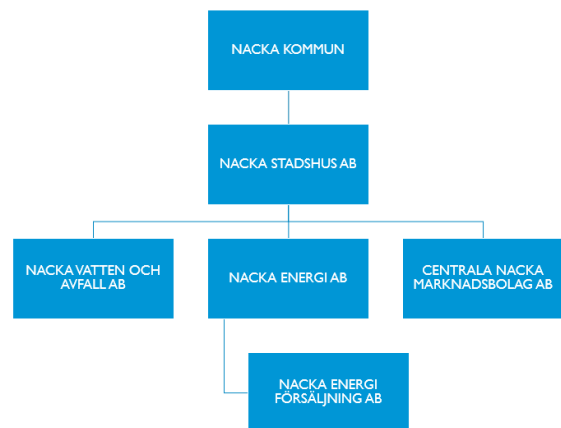 NACKA KOMMUN
NACKA STADSHUS AB
NACKA VATTEN OCH
AVFALL AB
NACKA ENERGI AB
CENTRALA NACKA
MARKNADSBOLAG AB
NACKA ENERGI
FÖRSÄLJNING AB